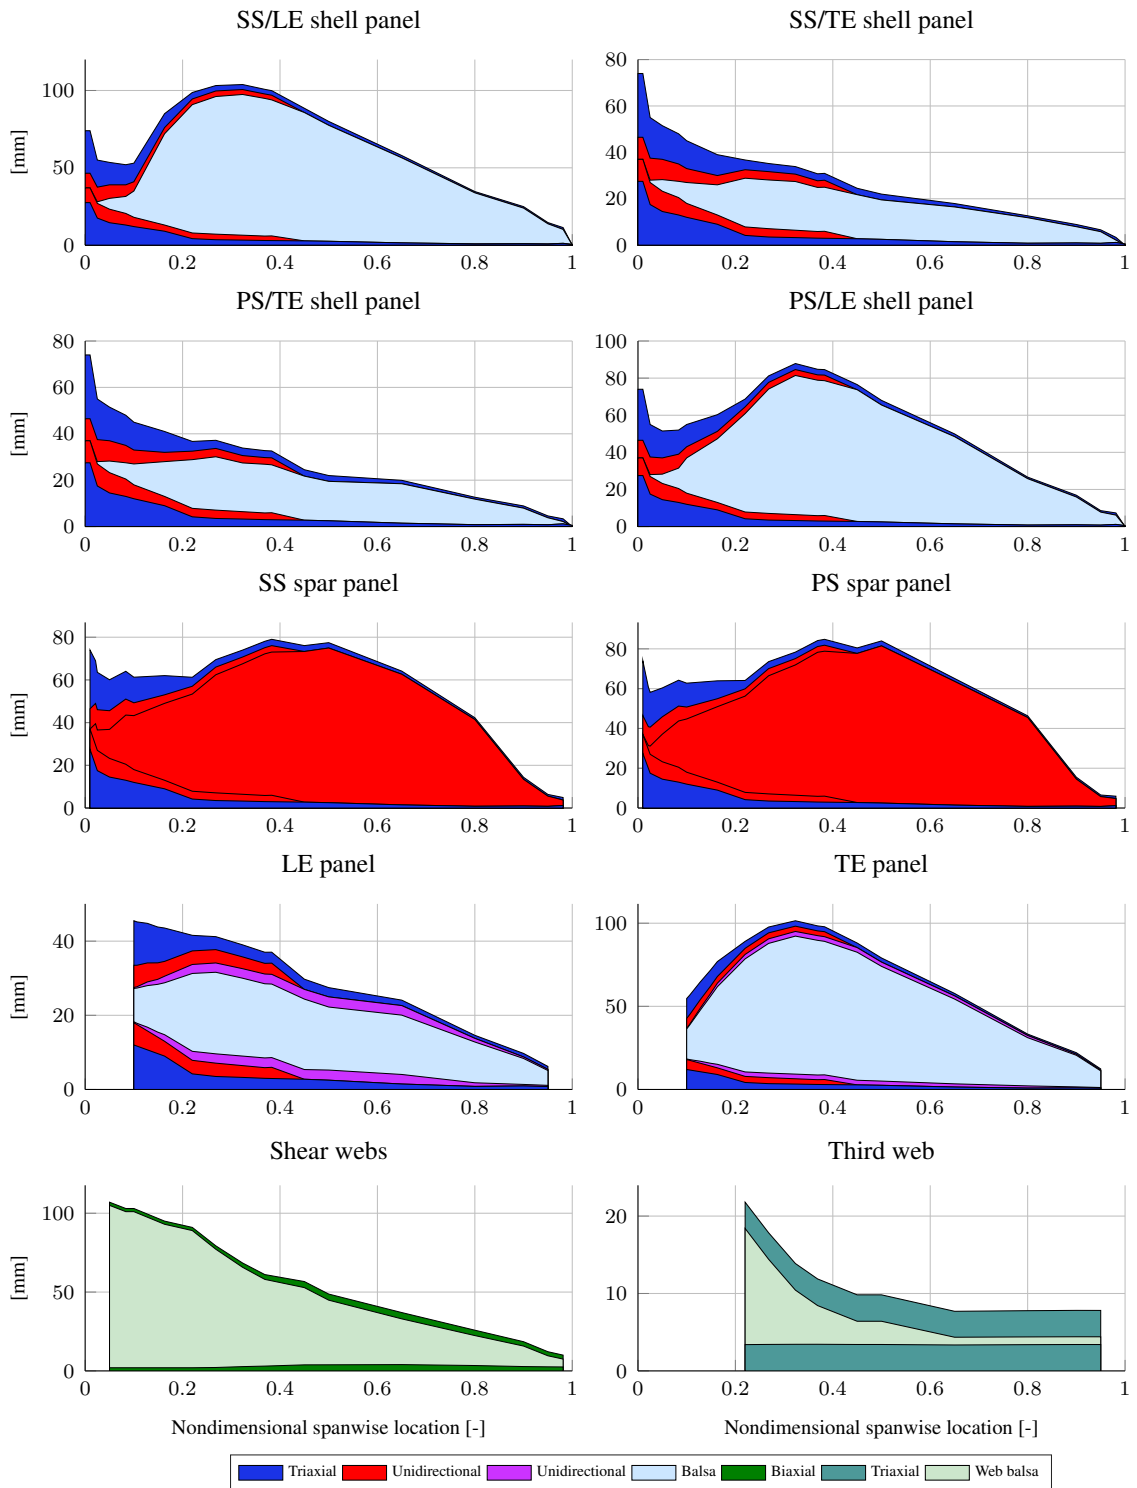 SS/LE shell panel
SS/TE shell panel
100
50
0
[mm]
0 0.2 0.4 0.6 0.8 1
80
60
40
20
0
0 0.2 0.4 0.6 0.8 1
PS/TE shell panel
PS/LE shell panel
80
60
40
20
0
[mm]
0 0.2 0.4 0.6 0.8 1
100
80
60
40
20
0
0 0.2 0.4 0.6 0.8 1
SS spar panel
PS spar panel
80
60
40
20
0
[mm]
0 0.2 0.4 0.6 0.8 1
80
60
40
20
0
0 0.2 0.4 0.6 0.8 1
LE panel
TE panel
40
20
0
[mm]
0 0.2 0.4 0.6 0.8 1
100
50
0
0 0.2 0.4 0.6 0.8 1
Shear webs
Third web
100
50
0
[mm]
0 0.2 0.4 0.6 0.8 1
Nondimensional spanwise location [-]
20
10
0
0 0.2 0.4 0.6 0.8 1
Nondimensional spanwise location [-]
Triaxial Unidirectional Unidirectional Balsa Biaxial Triaxial Web balsa